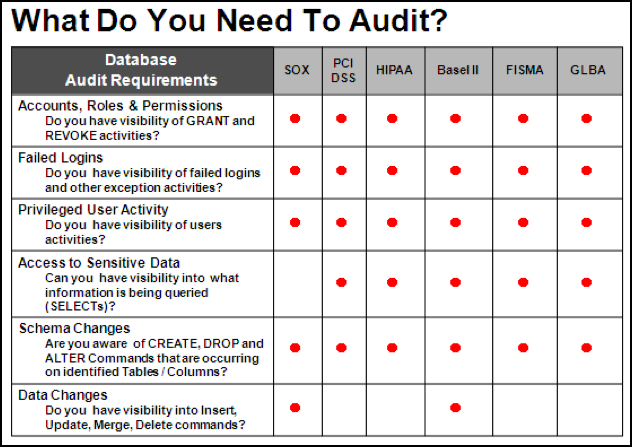 What Do You Need To Audit?
Database
Audit Requirements
SOX
PCI
DSS
HIPAA
Basel II
FISMA
GLBA
Accounts, Roles & Permissions
Do you have visibility of GRANT and
REVOKE activities?
Failed Logins
Do you have visibility of failed logins
and other exception activities?
Privileged User Activity
Do you have visibility of users
activities?
Access to Sensitive Data
Can you have visibility into what
information is being queried
(SELECTs)?
Schema Changes
Are you aware of CREATE, DROP and
ALTER Commands that are occurring
on identified Tables / Columns?
Data Changes
Do you have visibility into Insert,
Update, Merge, Delete commands?